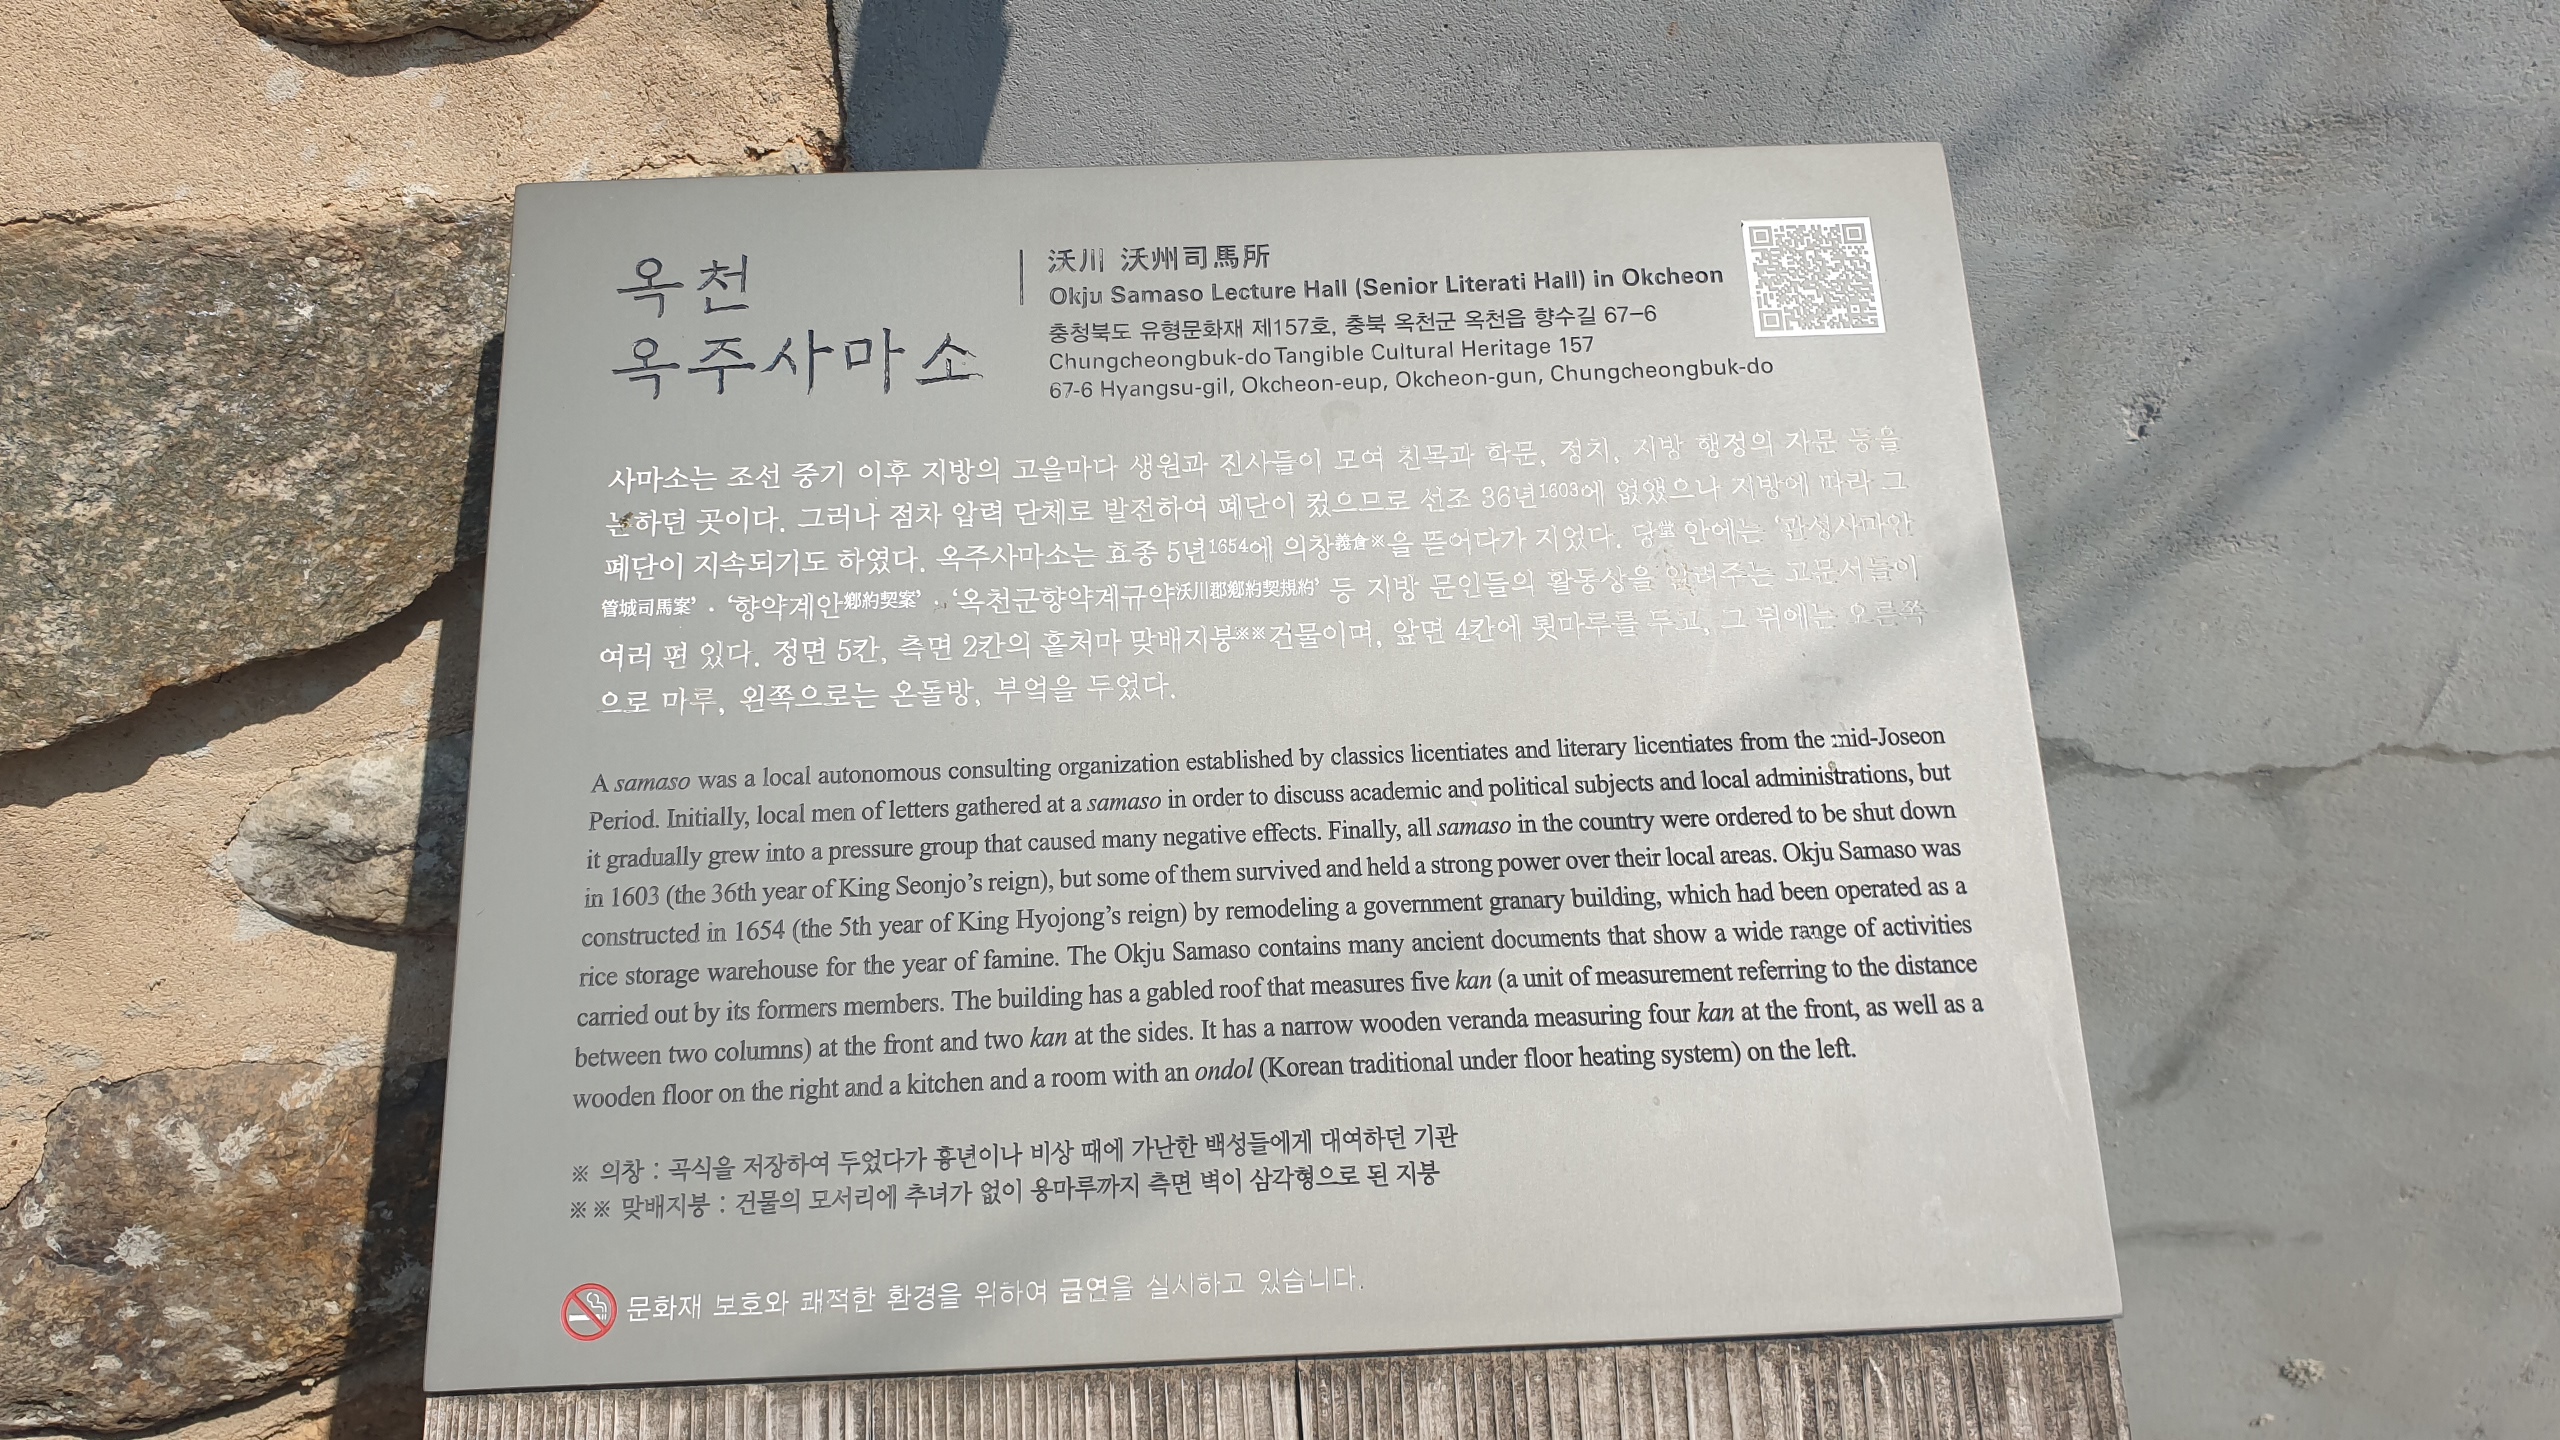 옥천
옥주사마소
沃川 沃州司馬所
Okju Samaso Lecture Hall (Senior Literati Hall) in Okcheon
충청북도 유형문화재 제157호, 충북 옥천군 옥천읍 향수길 67-6
Chungcheongbuk-do Tangible Cultural Heritage 157
67-6 Hyangsu-gil, Okcheon-eup, Okcheon-gun, Chungcheongbuk-do
사마소는 조선 중기 이후 지방의 고을마다 생원과 진사들이 모여 친목과 학문, 정치, 지방 행정의 자문 등을
논하던 곳이다. 그러나 점차 압력 단체로 발전하여 폐단이 컸으므로 선조 36년1603에 없앴으나 지방에 따라 그
폐단이 지속되기도 하였다. 옥주사마소는 효종 5년1654에 의창義倉※을 뜯어다가 지었다. 당堂 안에는 ‘관성사마안
管城司馬案’ · ‘향약계안鄕約契案’ · ‘옥천군향약계규약沃川郡鄕約契規約’ 등 지방 문인들의 활동상을 알려주는 고문서들이
여러 편 있다. 정면 5칸, 측면 2칸의 홑처마 맞배지붕※※건물이며, 앞면 4칸에 툇마루를 두고, 그 뒤에는 오른쪽
으로 마루, 왼쪽으로는 온돌방, 부엌을 두었다.
A samaso was a local autonomous consulting organization established by classics licentiates and literary licentiates from the mid-Joseon
Period. Initially, local men of letters gathered at a samaso in order to discuss academic and political subjects and local administrations, but
it gradually grew into a pressure group that caused many negative effects. Finally, all samaso in the country were ordered to be shut down
in 1603 (the 36th year of King Seonjo’s reign), but some of them survived and held a strong power over their local areas. Okju Samaso was
constructed in 1654 (the 5th year of King Hyojong’s reign) by remodeling a government granary building, which had been operated as a
rice storage warehouse for the year of famine. The Okju Samaso contains many ancient documents that show a wide range of activities
carried out by its formers members. The building has a gabled roof that measures five kan (a unit of measurement referring to the distance
between two columns) at the front and two kan at the sides. It has a narrow wooden veranda measuring four kan at the front, as well as a
wooden floor on the right and a kitchen and a room with an ondol (Korean traditional under floor heating system) on the left.
※ 의창 : 곡식을 저장하여 두었다가 흉년이나 비상 때에 가난한 백성들에게 대여하던 기관
※※ 맞배지붕 : 건물의 모서리에 추녀가 없이 용마루까지 측면 벽이 삼각형으로 된 지붕
문화재 보호와 쾌적한 환경을 위하여 금연을 실시하고 있습니다.